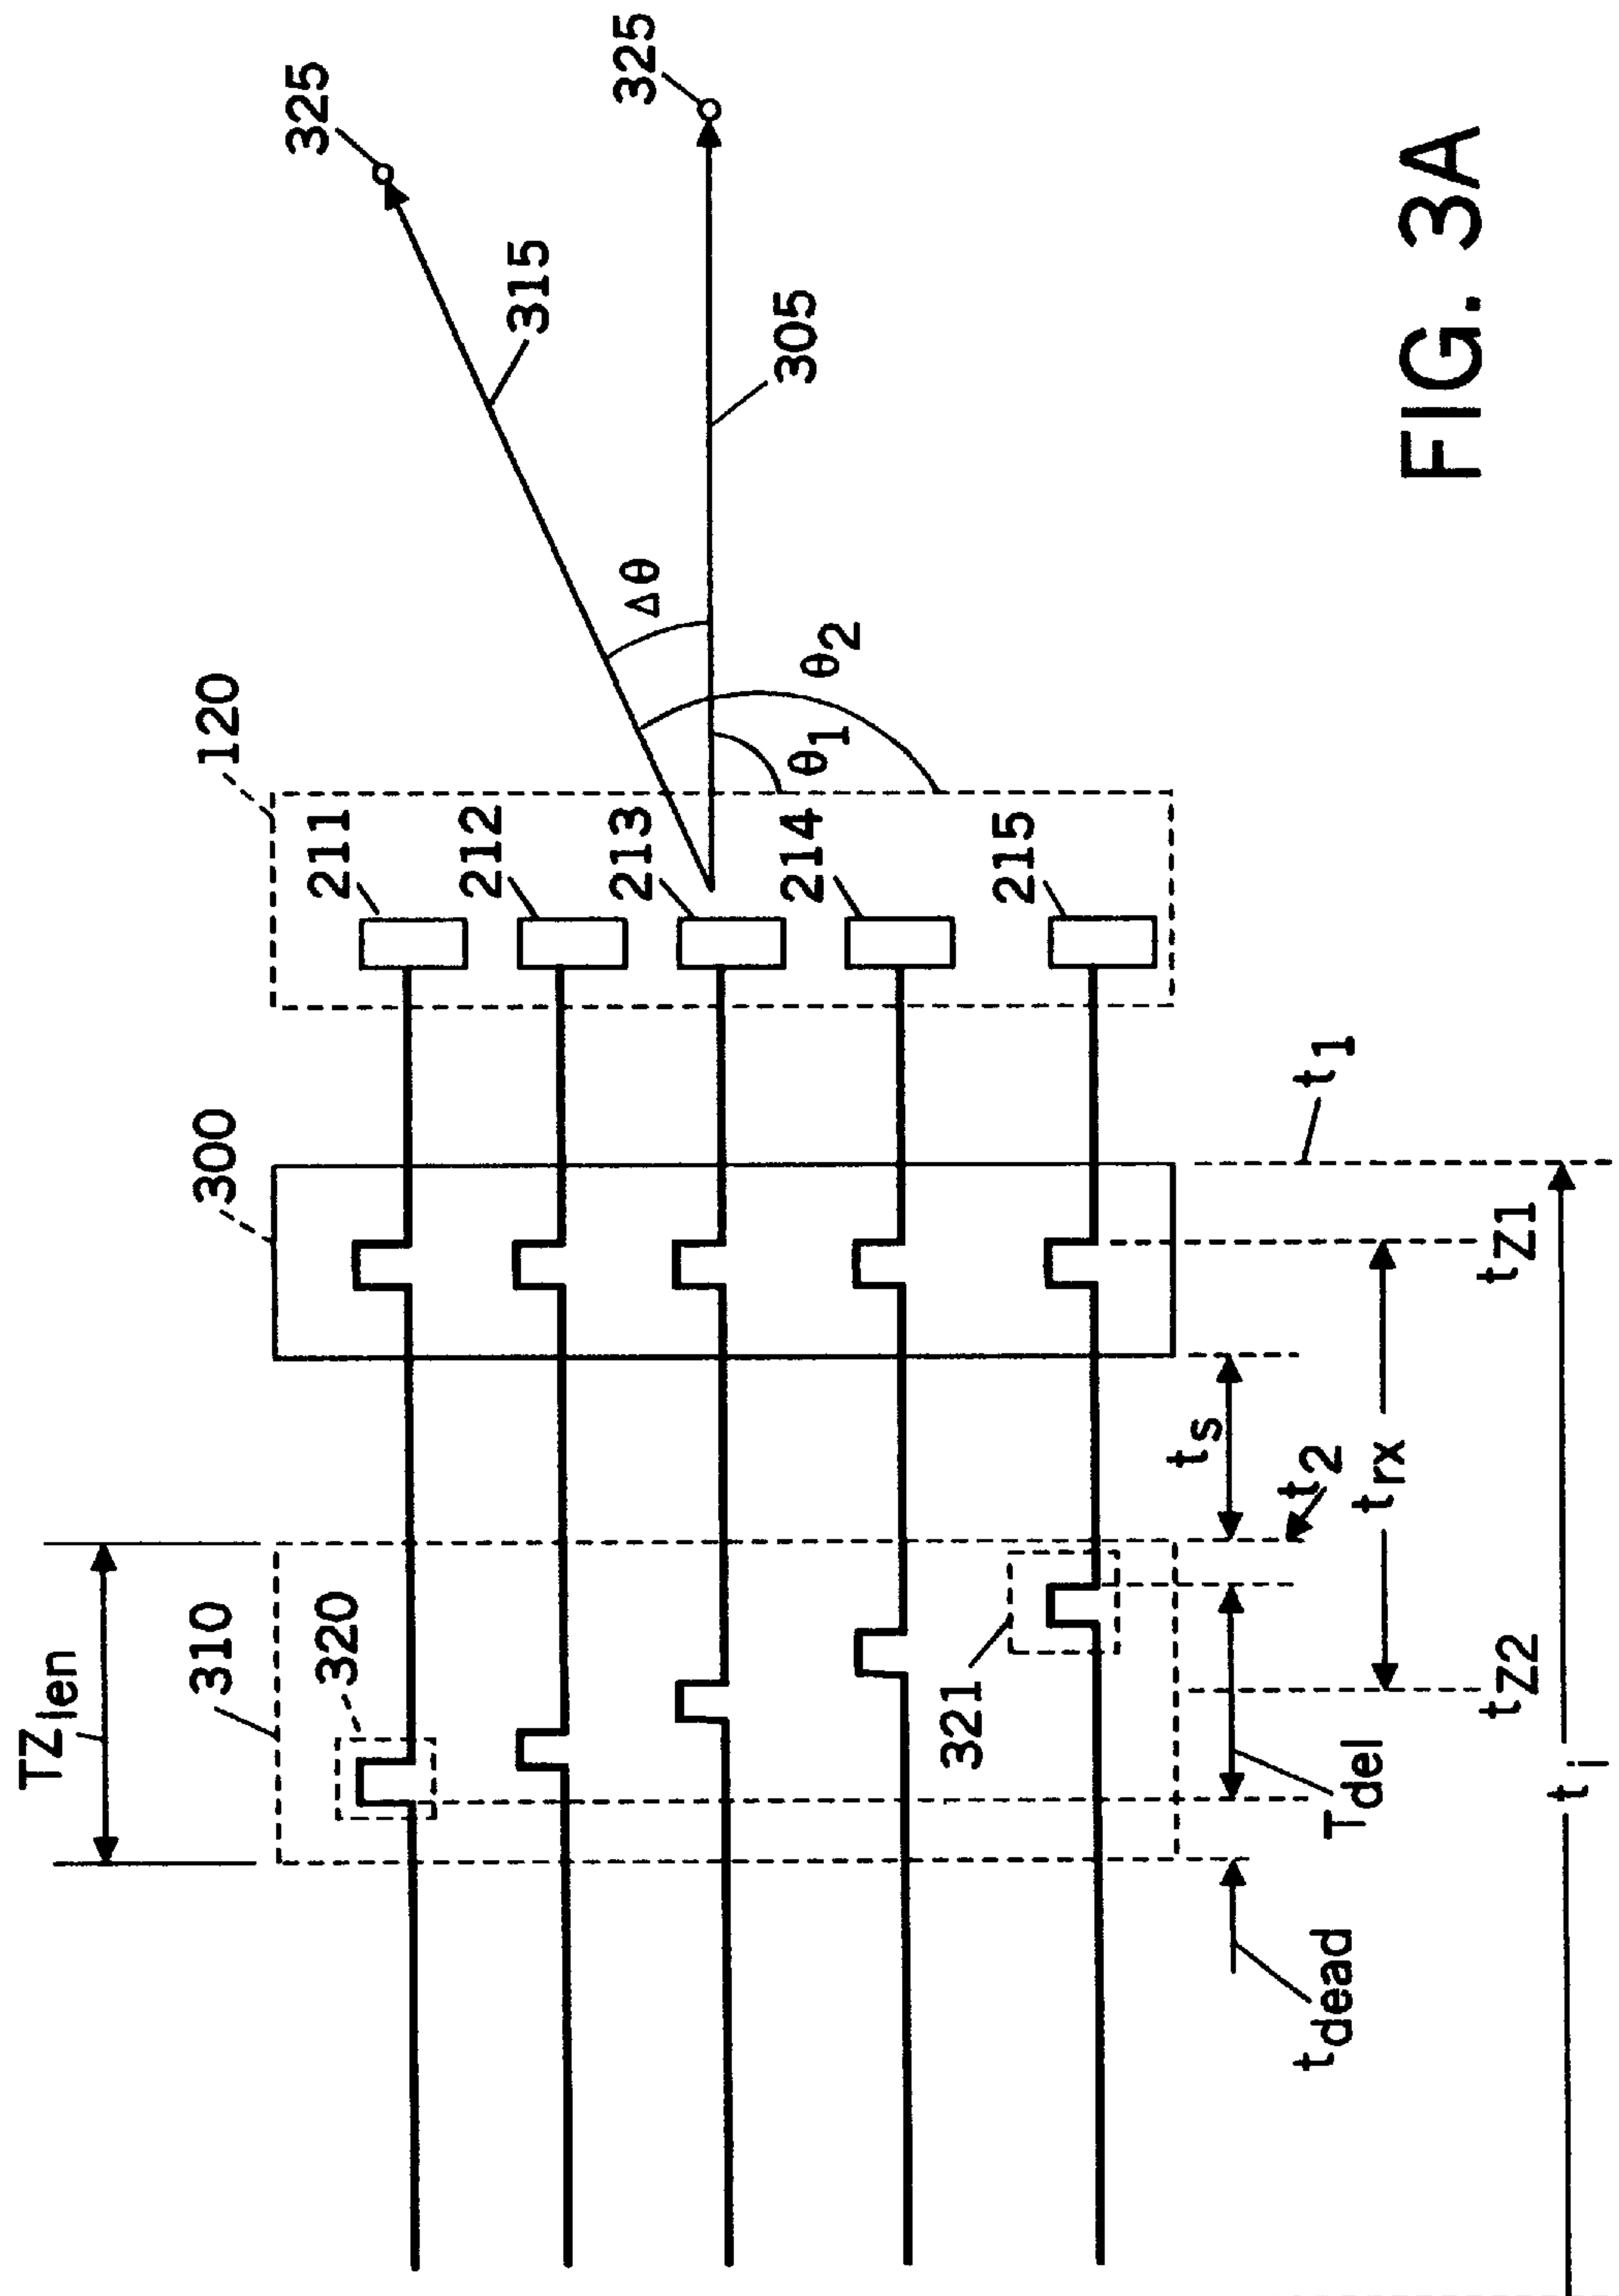 325
325
315
305
Δθ
θ2
θ1
120
211
212
213
214
215
300
t1
tZ1
ts
t2
trx
TZlen
310
320
321
tZ2
Tdel
ti
tdead
FIG. 3A